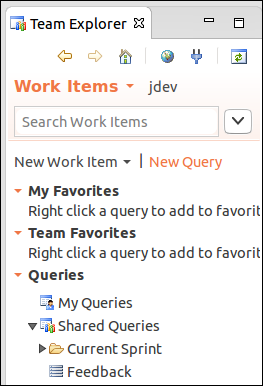 Team Explorer
Work Items jdev
Search Work Items
New Work Item | New Query
My Favorites
Right click a query to add to favorit
Team Favorites
Right click a query to add to favorit
Queries
My Queries
Shared Queries
Current Sprint
Feedback